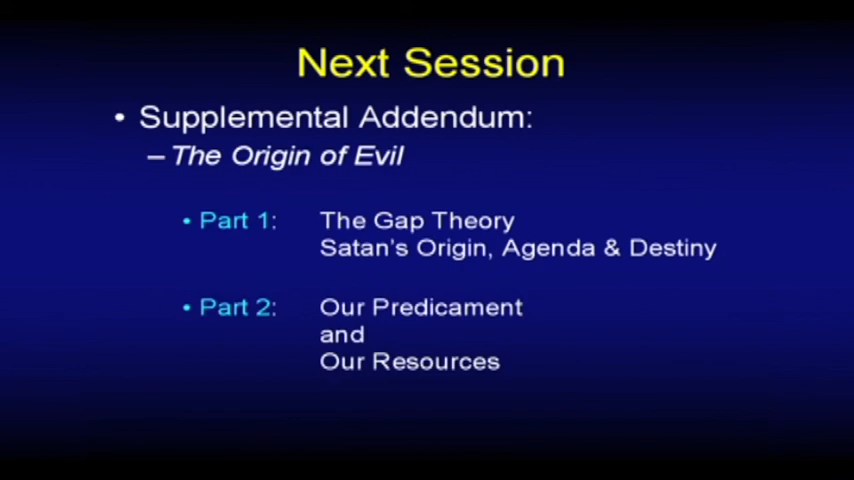 Next Session
• Supplemental Addendum:
– The Origin of Evil
• Part 1: The Gap Theory
Satan's Origin, Agenda & Destiny
• Part 2: Our Predicament
and
Our Resources